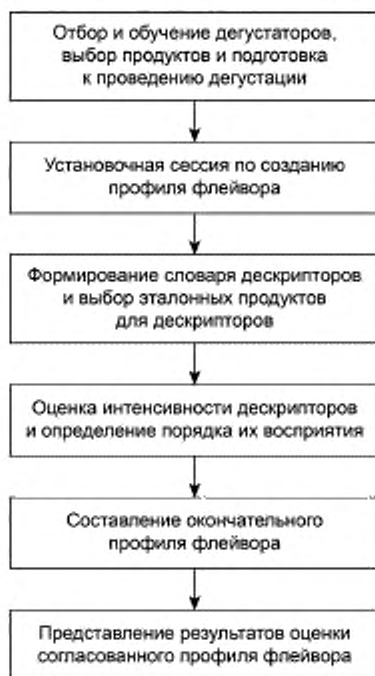 Отбор и обучение дегустаторов,
выбор продуктов и подготовка
к проведению дегустации
Установочная сессия по созданию
профиля флейвора
Формирование словаря дескрипторов
и выбор эталонных продуктов
для дескрипторов
Оценка интенсивности дескрипторов
и определение порядка их восприятия
Составление окончательного
профиля флейвора
Представление результатов оценки
согласованного профиля флейвора